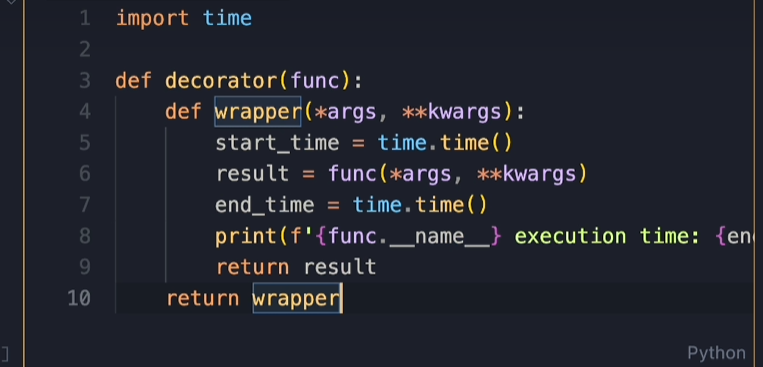 1 import time
2
3 def decorator(func):
4     def wrapper(*args, **kwargs):
5         start_time = time.time()
6         result = func(*args, **kwargs)
7         end_time = time.time()
8         print(f'{func.__name__} execution time: {en
9         return result
10     return wrapper
]
Python